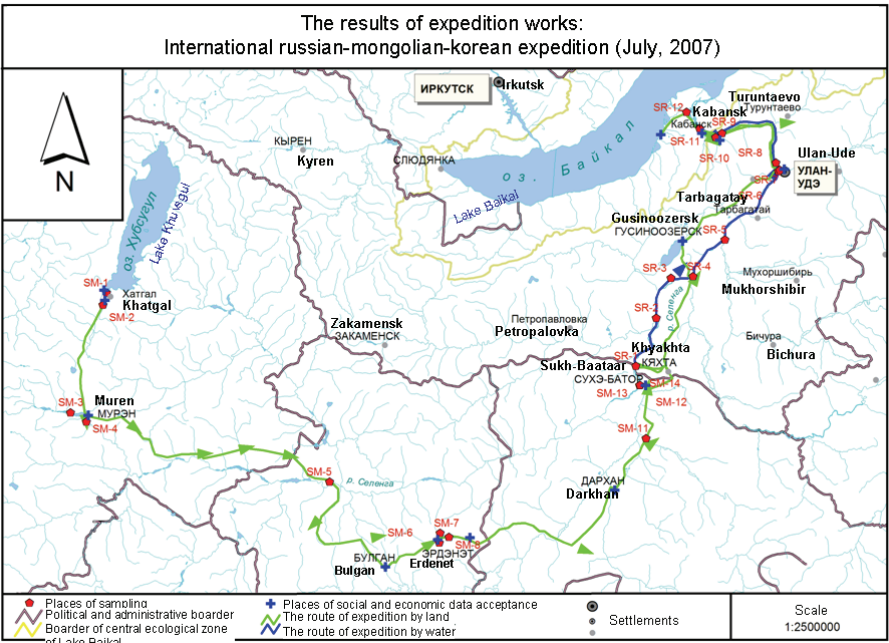 The results of expedition works:
International russian-mongolian-korean expedition (July, 2007)
N
ИРКУТСК
Irkutsk
Turuntaevo
Турунтаево
SR-12
Kabansk
Кабанск
SR-9
SR-11
SR-10
SR-8
Ulan-Ude
УЛАН-
УДЭ
КЫРЕН
Kyren
СЛЮДЯНКА
оз. Байкал
Lake Baikal
SR-6
Tarbagatay
Тарбагатай
Gusinoozersk
ГУСИНООЗЕРСК
SR-5
оз. Хубсугул
Lake Khuvsgul
SR-3
SR-4
Мухоршибирь
Mukhorshibir
SM-1
Хатгал
Khatgal
SM-2
р. Селенга
SR-2
Zakamensk
ЗАКАМЕНСК
Петропавловка
Petropalovka
Бичура
Bichura
Khyakhta
SR-
КЯХТА
Sukh-Baataar
СУХЭ-БАТОР
SM-14
SM-13
SM-12
Muren
SM-3
МУРЭН
SM-4
SM-11
SM-5
р. Селенга
ДАРХАН
Darkhan
SM-6
SM-7
SM-8
БУЛГАН
Bulgan
ЭРДЭНЭТ
Erdenet
Places of sampling
Political and administrative boarder
Boarder of central ecological zone
of Lake Baikal
Places of social and economic data acceptance
The route of expedition by land
The route of expedition by water
Settlements
Scale
1:2500000